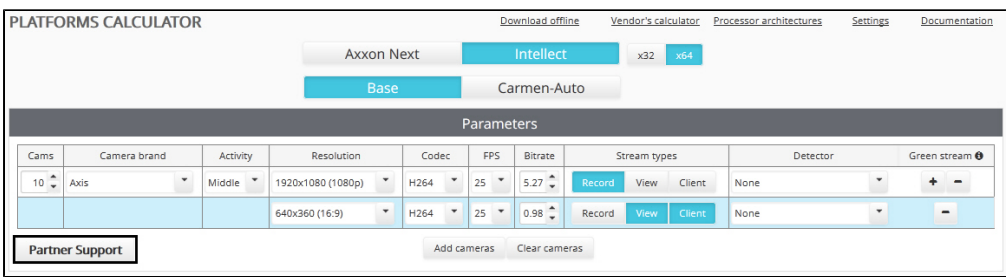 PLATFORMS CALCULATOR Download offline Vendor's calculator Processor architectures Settings Documentation
Axxon Next Intellect x32 x64
Base Carmen-Auto
Parameters
Cams Camera brand Activity Resolution Codec FPS Bitrate Stream types Detector Green stream
10 Axis Middle 1920x1080 (1080p) H264 25 5.27 Record View Client None + −
640x360 (16:9) H264 25 0.98 Record View Client None −
Partner Support Add cameras Clear cameras